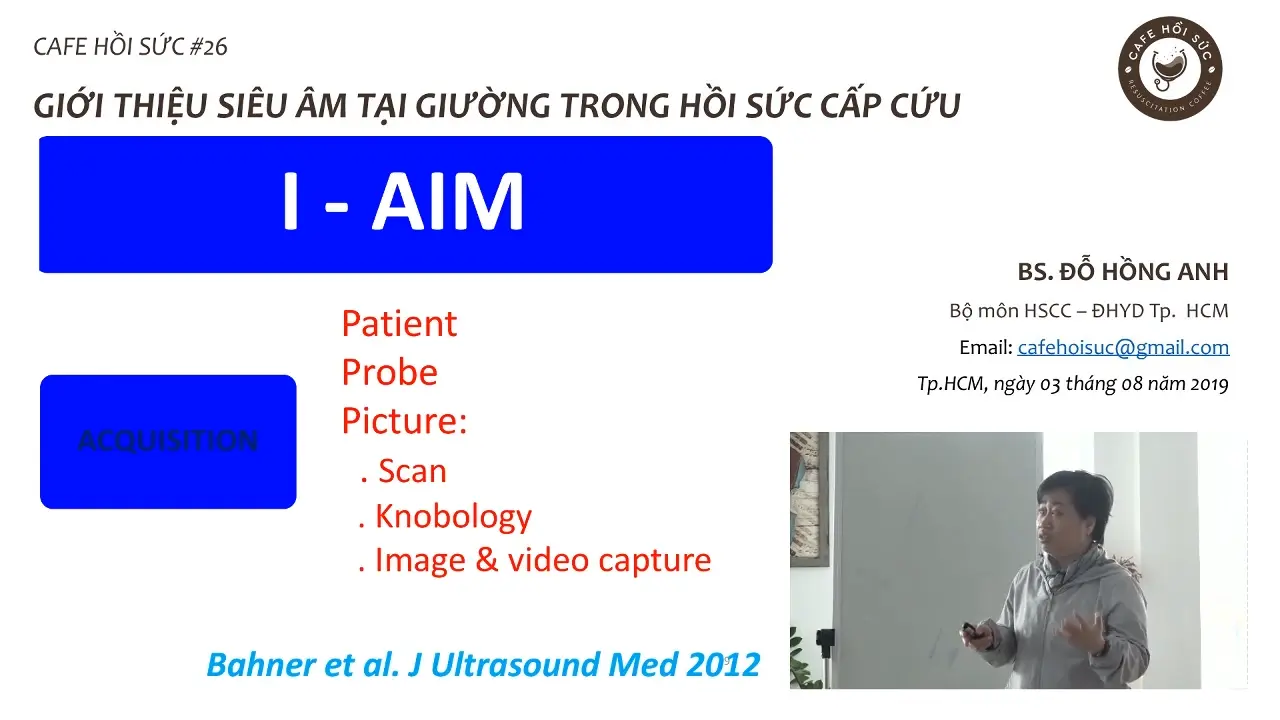 CAFE HỒI SỨC #26
GIỚI THIỆU SIÊU ÂM TẠI GIƯỜNG TRONG HỒI SỨC CẤP CỨU
CAFE HỒI SỨC
RESUSCITATION COFFEE
I - AIM
BS. ĐỖ HỒNG ANH
Bộ môn HSCC – ĐHYD Tp. HCM
Email: cafehoisuc@gmail.com
Tp.HCM, ngày 03 tháng 08 năm 2019
ACQUISITION
Patient
Probe
Picture:
. Scan
. Knobology
. Image & video capture
Bahner et al. J Ultrasound Med 2012